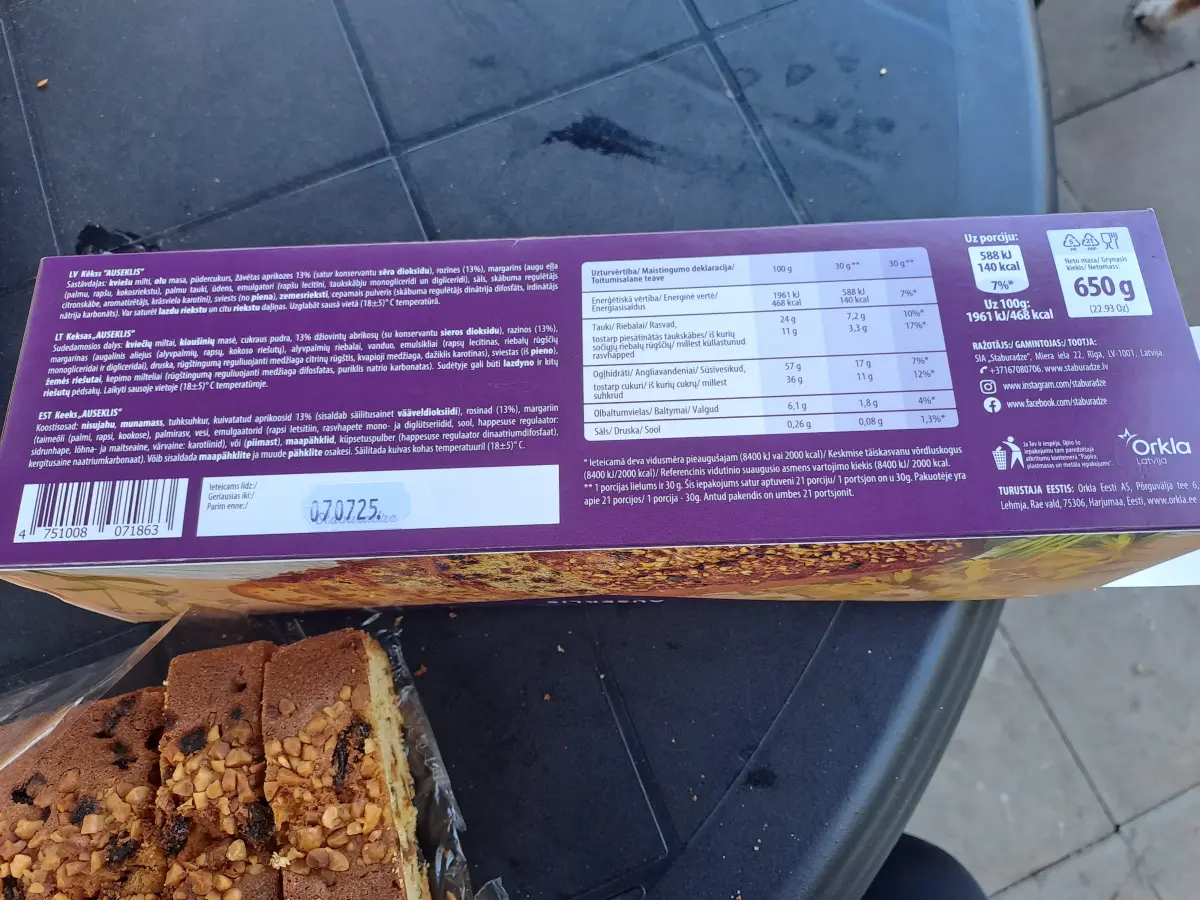 LV Kēkss "AUSEKLIS"
Sastāvdaļas: kviešu milti, olu masa, pūdercukurs, žāvētas aprikozes 13% (satur konservantu sēra dioksīdu), rozīnes (13%), margarīns (augu eļļa
(palmu, rapšu, kokosriekstu), palmu tauki, ūdens, emulgatori (rapšu lecitīni, taukskābju monoglicerīdi un diglicerīdi), sāls, skābuma regulētājs
citronskābe, aromatizētājs, krāsviela karotīni), sviests (no piena), zemesrieksti, cepamais pulveris (skābuma regulētājs dinātrija difosfāts, irdinātājs
nātrija karbonāts). Var saturēt lazdu riekstu un citu riekstu daļiņas. Uzglabāt sausā vietā (18±5)° C temperatūrā.
LT Keksas „AUSEKLIS"
Sudedamosios dalys: kviečių miltai, kiaušinių masė, cukraus pudra, 13% džiovintų abrikosų (su konservantu sieros dioksidu), razinos (13%),
margarinas (augalinis aliejus (alyvpalmių, rapsų, kokoso riešutų), alyvpalmių riebalai, vanduo, emulsikliai (rapsų lecitinas, riebalų rūgščių
monogliceridai ir digliceridai), druska, rūgštingumą reguliuojanti medžiaga citrinų rūgštis, kvapioji medžiaga, dažiklis karotinas), sviestas (iš pieno),
žemės riešutai, kepimo milteliai (rūgštingumą reguliuojanti medžiaga difosfatas, puriklis natrio karbonatas). Sudėtyje gali būti lazdyno ir kitų
riešutų pėdsakų. Laikyti sausoje vietoje (18±5)° C temperatūroje.
EST Keeks „AUSEKLIS"
Koostisosad: nisujahu, munamass, tuhksuhkur, kuivatatud aprikoosid 13% (sisaldab säilitusainet vääveldioksiidi), rosinad (13%), margariin
(taimeõli (palmi, rapsi, kookose), palmirasv, vesi, emulgaatorid (rapsi letsitiin, rasvhapete mono- ja diglütseriidid), sool, happesuse regulaator:
sidrunhape, lõhna- ja maitseaine, värvaine: karotiinid), või (piimast), maapähklid, küpsetuspulber (happesuse regulaator dinaatriumdifosfaat),
kergitusaine naatriumkarbonaat). Võib sisaldada maapähklite ja muude pähklite osakesi. Säilitada kuivas kohas temperatuuril (18±5)° C.
4 751008 071863
Ieteicams līdz:/
Geriausias iki:/
Parim enne:/
070725
Uzturvērtība/ Maistingumo deklaracija/
Toitumisalane teave
100 g 30 g** 30 g**
Enerģētiskā vērtība/ Energinė vertė/
Energiasisaldus
1961 kJ 588 kJ 7%*
468 kcal 140 kcal
Tauki/ Riebalai/ Rasvad, 24 g 7,2 g 10%*
tostarp piesātinātās taukskābes/ iš kurių 11 g 3,3 g 17%*
sočiųjų riebalų rūgščių/ millest küllastunud
rasvhapped
Ogļhidrāti/ Angliavandeniai/ Süsivesikud, 57 g 17 g 7%*
tostarp cukuri/ iš kurių cukrų/ millest 36 g 11 g 12%*
suhkrud
Olbaltumvielas/ Baltymai/ Valgud 6,1 g 1,8 g 4%*
Sāls/ Druska/ Sool 0,26 g 0,08 g 1,3%*
* Ieteicamā deva vidusmēra pieaugušajam (8400 kJ vai 2000 kcal)/ Keskmise täiskasvanu võrdluskogus
(8400 kJ/2000 kcal)/ Referencinis vidutinio suaugusio asmens vartojimo kiekis (8400 kJ/ 2000 kcal.
** 1 porcijas lielums ir 30 g. Šis iepakojums satur aptuveni 21 porciju/ 1 portsjon on u 30g. Pakuotėje yra
apie 21 porcijos/ 1 porcija - 30g. Antud pakendis on umbes 21 portsjonit.
Uz porciju:
588 kJ
140 kcal
7%*
Uz 100g:
1961 kJ/468 kcal
Neto masa/ Grynasis
kiekis/ Netomass:
650 g
(22.93 Oz)
RAŽOTĀJS:/ GAMINTOJAS:/ TOOTJA:
SIA „Staburadze", Miera iela 22, Rīga, LV-1001, Latvija.
+37167080706. www.staburadze.lv
www.instagram.com/staburadze
www.facebook.com/staburadze
Ja Tev ir iespēja, šķiro šo
iepakojumu tam paredzētajā
atkritumu konteinerā "Papīra,
plastmasas un metāla iepakojums".
Orkla
Latvija
TURUSTAJA EESTIS: Orkla Eesti AS, Põrguvälja tee 6,
Lehmja, Rae vald, 75306, Harjumaa, Eesti, www.orkla.ee
AUSEKLIS